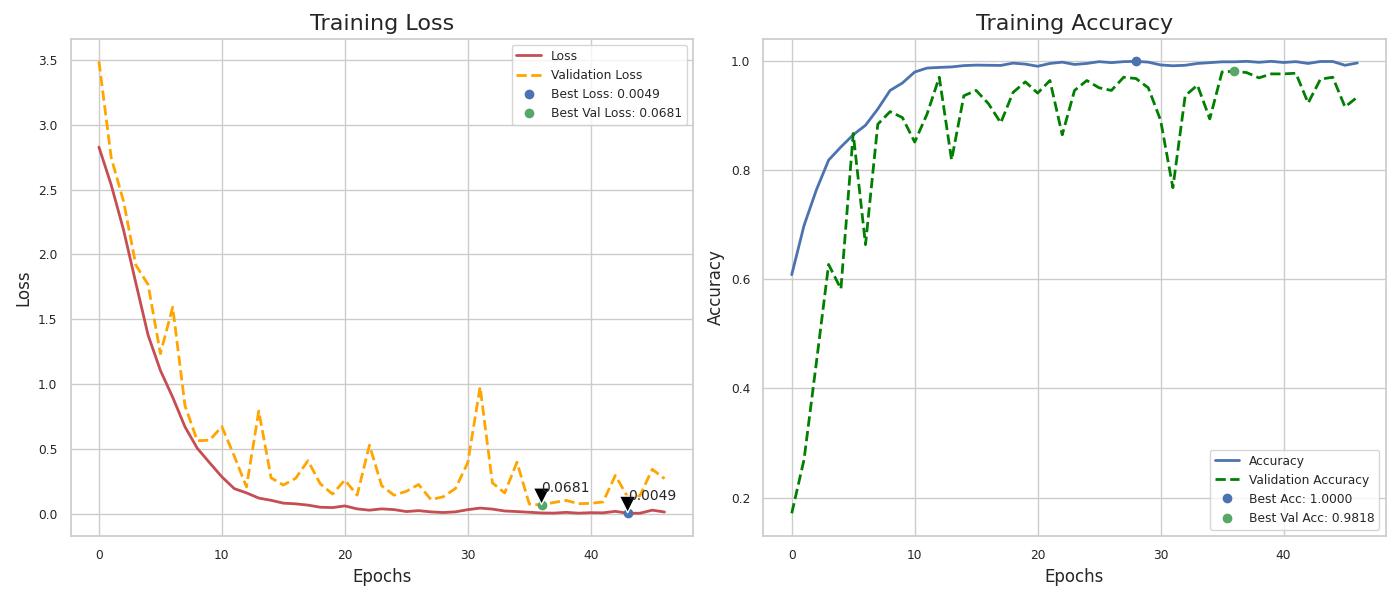 Training Loss
3.5
3.0
2.5
2.0
1.5
1.0
0.5
0.0
Loss
Loss
Validation Loss
Best Loss: 0.0049
Best Val Loss: 0.0681
0.0681
0.0049
0 10 20 30 40
Epochs
Training Accuracy
1.0
0.8
0.6
0.4
0.2
Accuracy
Accuracy
Validation Accuracy
Best Acc: 1.0000
Best Val Acc: 0.9818
0 10 20 30 40
Epochs